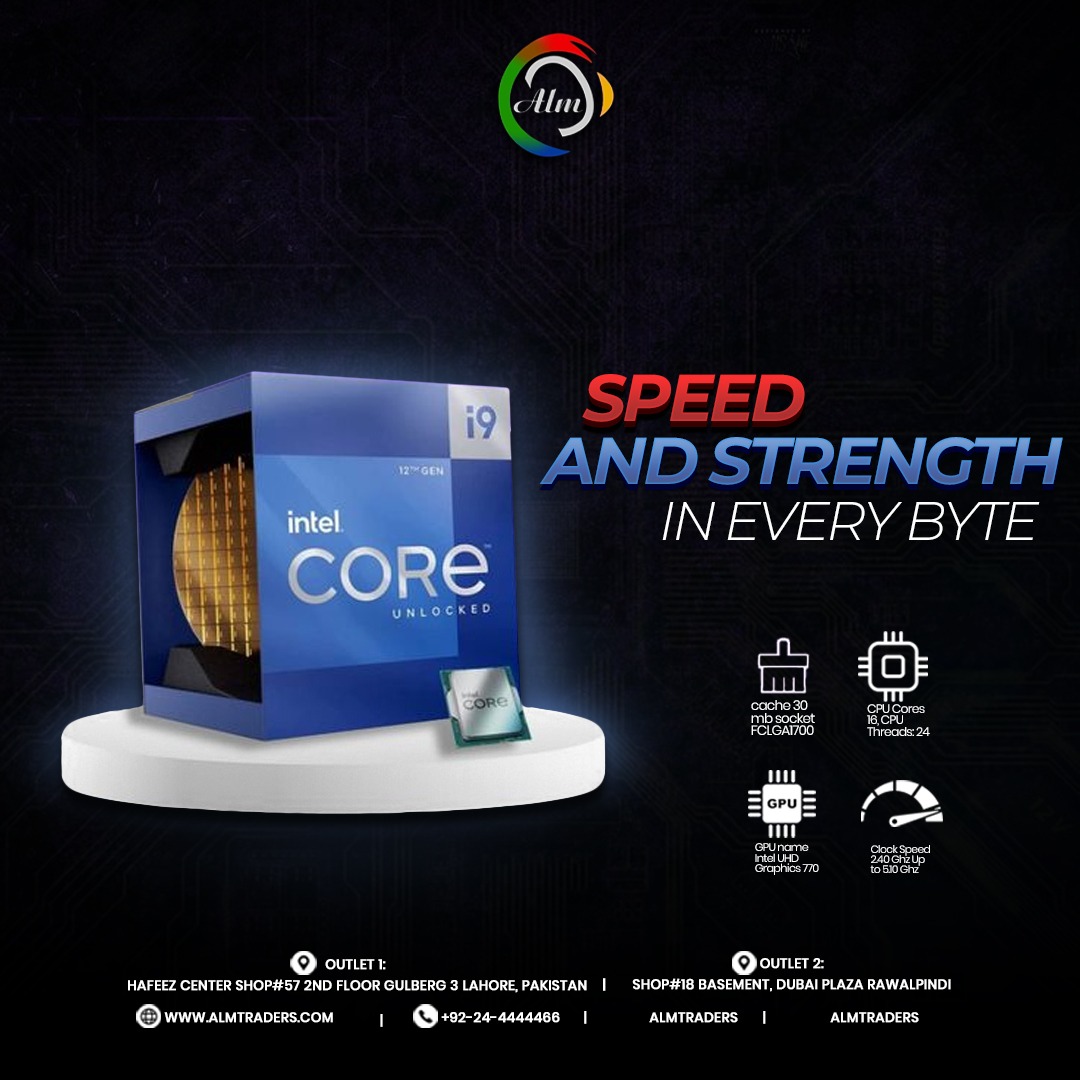 Alm
SPEED
AND STRENGTH
IN EVERY BYTE
i9
12TH GEN
intel
CORE™
UNLOCKED
intel
CORE
cache 30
mb socket
FCLGA1700
CPU Cores
16, CPU
Threads: 24
GPU
GPU name
Intel UHD
Graphics 770
Clock Speed
2.40 Ghz Up
to 5.10 Ghz
OUTLET 1:
HAFEEZ CENTER SHOP#57 2ND FLOOR GULBERG 3 LAHORE, PAKISTAN |
OUTLET 2:
SHOP#18 BASEMENT, DUBAI PLAZA RAWALPINDI
WWW.ALMTRADERS.COM | +92-24-4444466 | ALMTRADERS | ALMTRADERS